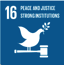 16 PEACE AND JUSTICE
STRONG INSTITUTIONS